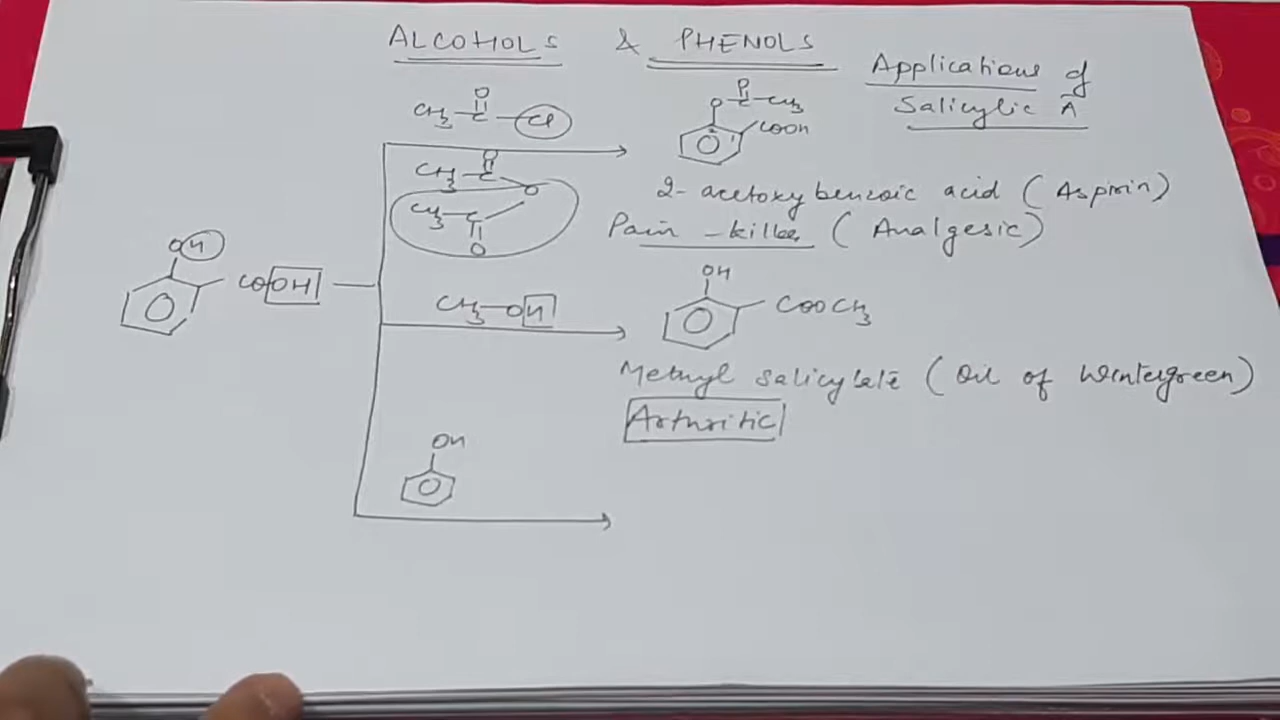 ALCOHOLS & PHENOLS
Applications of
Salicylic A
CH3-C-Cl
O
O
O-C-CH3
COOH
CH3-C
O
O
CH3-C
O
2-acetoxy benzoic acid (Aspirin)
Pain-killer (Analgesic)
OH
COOH
CH3-OH
OH
COOCH3
Methyl salicylate (Oil of Wintergreen)
Arthritic
OH